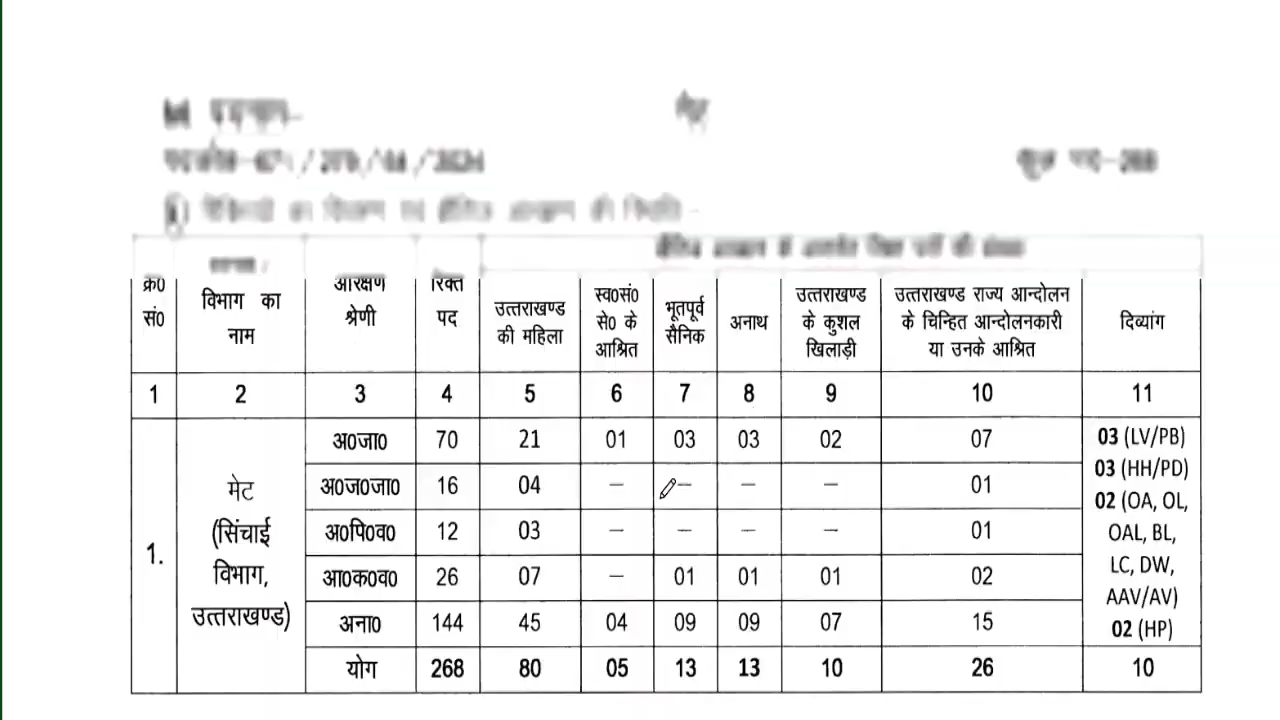 कुल पद-268
क्र0 सं0 | विभाग का नाम | आरक्षण श्रेणी | रिक्त पद | उत्तराखण्ड की महिला | स्व0सं0 से0 के आश्रित | भूतपूर्व सैनिक | अनाथ | उत्तराखण्ड के कुशल खिलाड़ी | उत्तराखण्ड राज्य आन्दोलन के चिन्हित आन्दोलनकारी या उनके आश्रित | दिव्यांग
1 2 3 4 5 6 7 8 9 10 11
1. मेट (सिंचाई विभाग, उत्तराखण्ड)
अ0जा0 70 21 01 03 03 02 07
अ0ज0जा0 16 04 – – – – 01
अ0पि0व0 12 03 – – – – 01
आ0क0व0 26 07 – 01 01 01 02
अना0 144 45 04 09 09 07 15
03 (LV/PB)
03 (HH/PD)
02 (OA, OL,
OAL, BL,
LC, DW,
AAV/AV)
02 (HP)
योग 268 80 05 13 13 10 26 10